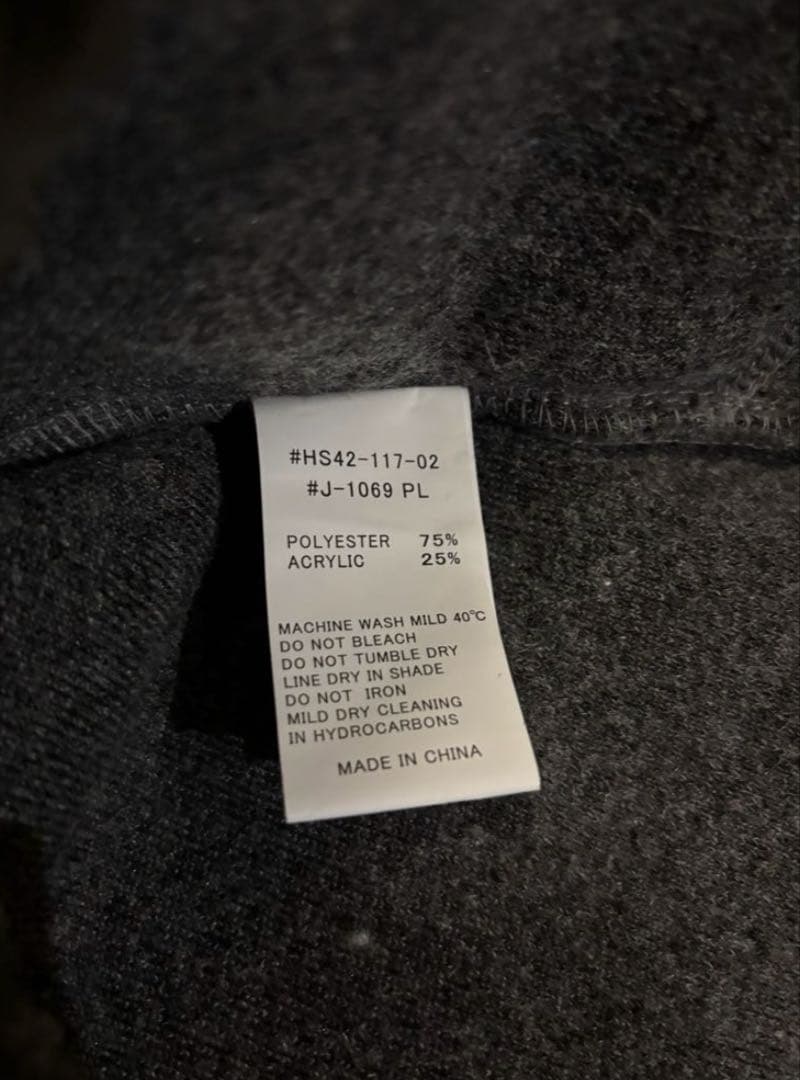 #HS42-117-02
#J-1069 PL
POLYESTER 75%
ACRYLIC 25%
MACHINE WASH MILD 40℃
DO NOT BLEACH
DO NOT TUMBLE DRY
LINE DRY IN SHADE
DO NOT IRON
MILD DRY CLEANING
IN HYDROCARBONS
MADE IN CHINA